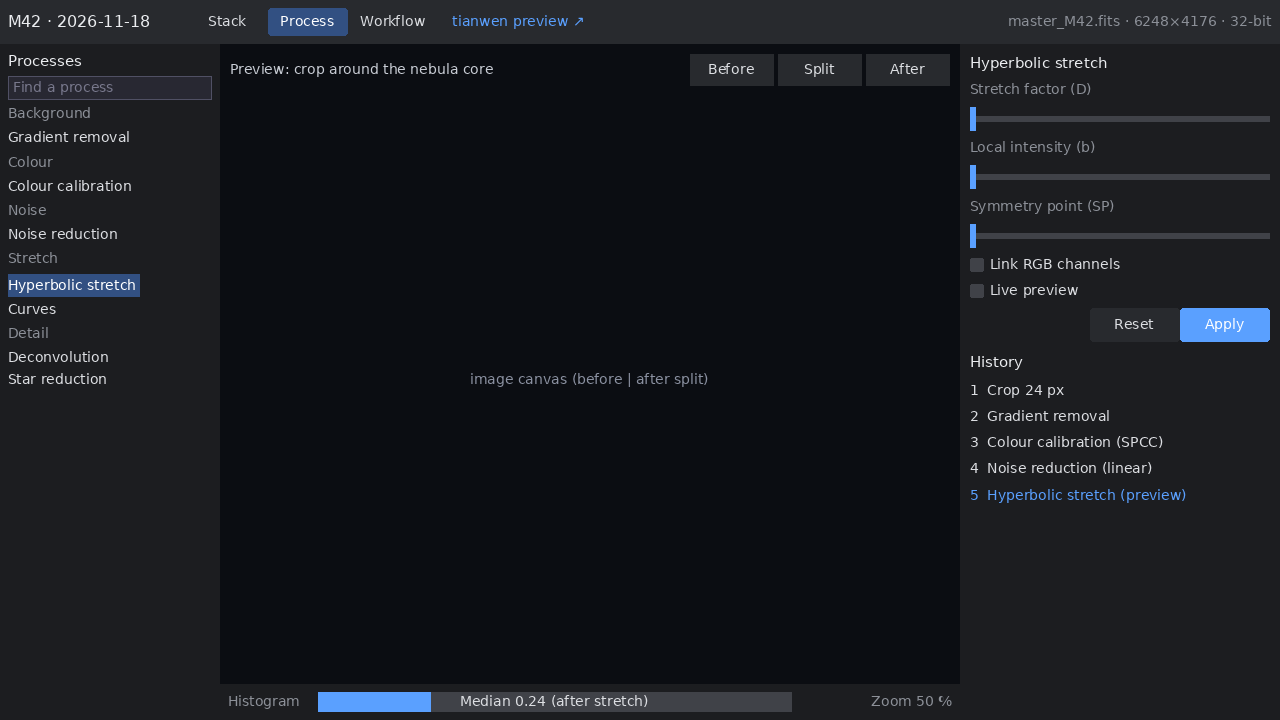 M42 · 2026-11-18
Stack
Process
Workflow
tianwen preview ↗
master_M42.fits · 6248×4176 · 32-bit
Processes
Find a process
Background
Gradient removal
Colour
Colour calibration
Noise
Noise reduction
Stretch
Hyperbolic stretch
Curves
Detail
Deconvolution
Star reduction
Preview: crop around the nebula core
Before
Split
After
image canvas (before | after split)
Histogram
Median 0.24 (after stretch)
Zoom 50 ℅
Hyperbolic stretch
Stretch factor (D)
Local intensity (b)
Symmetry point (SP)
Link RGB channels
Live preview
Reset
Apply
History
1 Crop 24 px
2 Gradient removal
3 Colour calibration (SPCC)
4 Noise reduction (linear)
5 Hyperbolic stretch (preview)